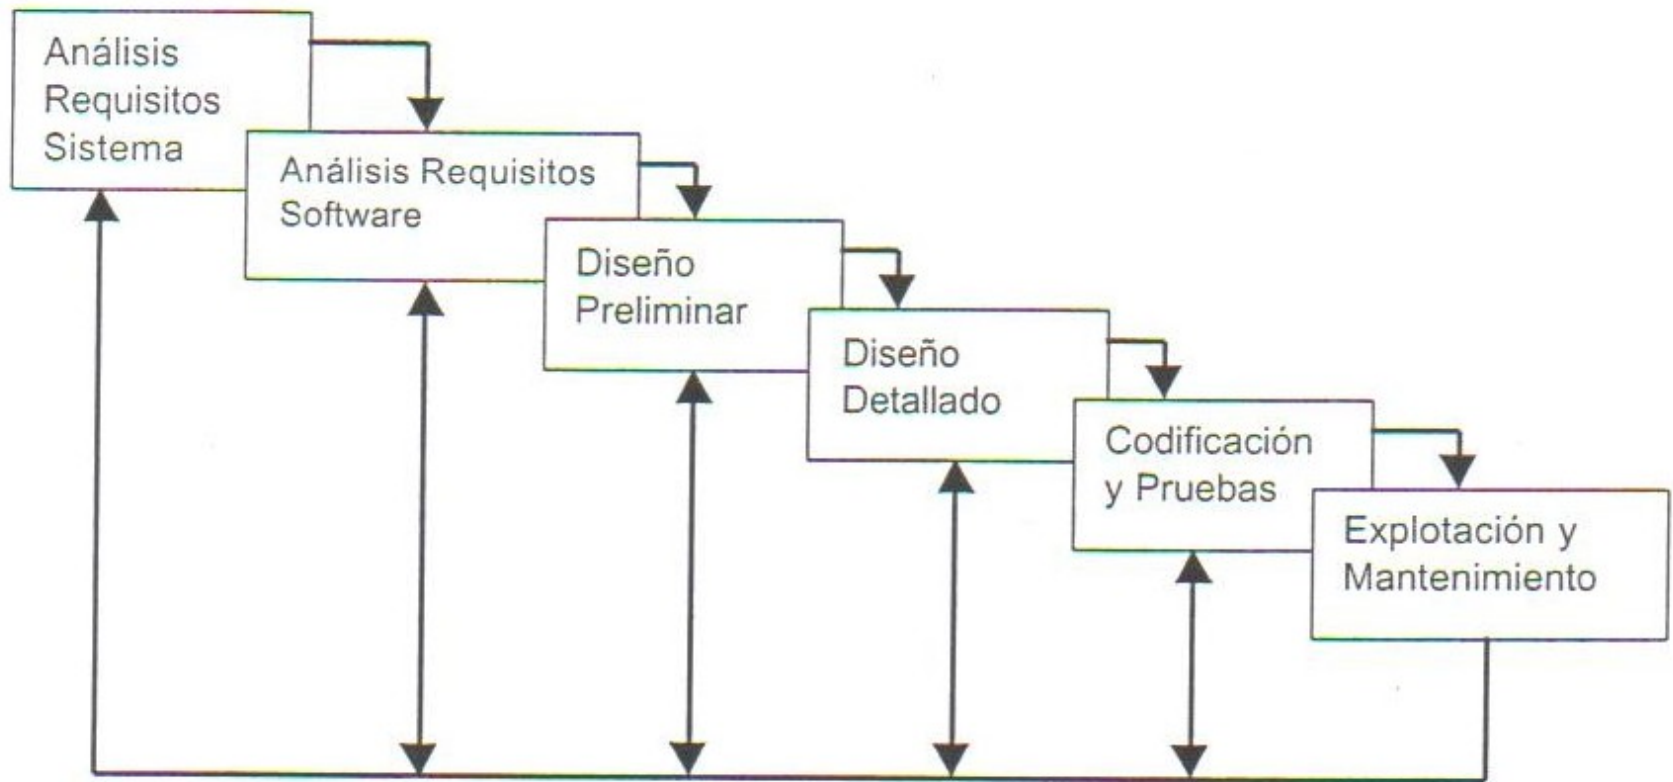 Análisis
Requisitos
Sistema
Análisis Requisitos
Software
Diseño
Preliminar
Diseño
Detallado
Codificación
y Pruebas
Explotación y
Mantenimiento